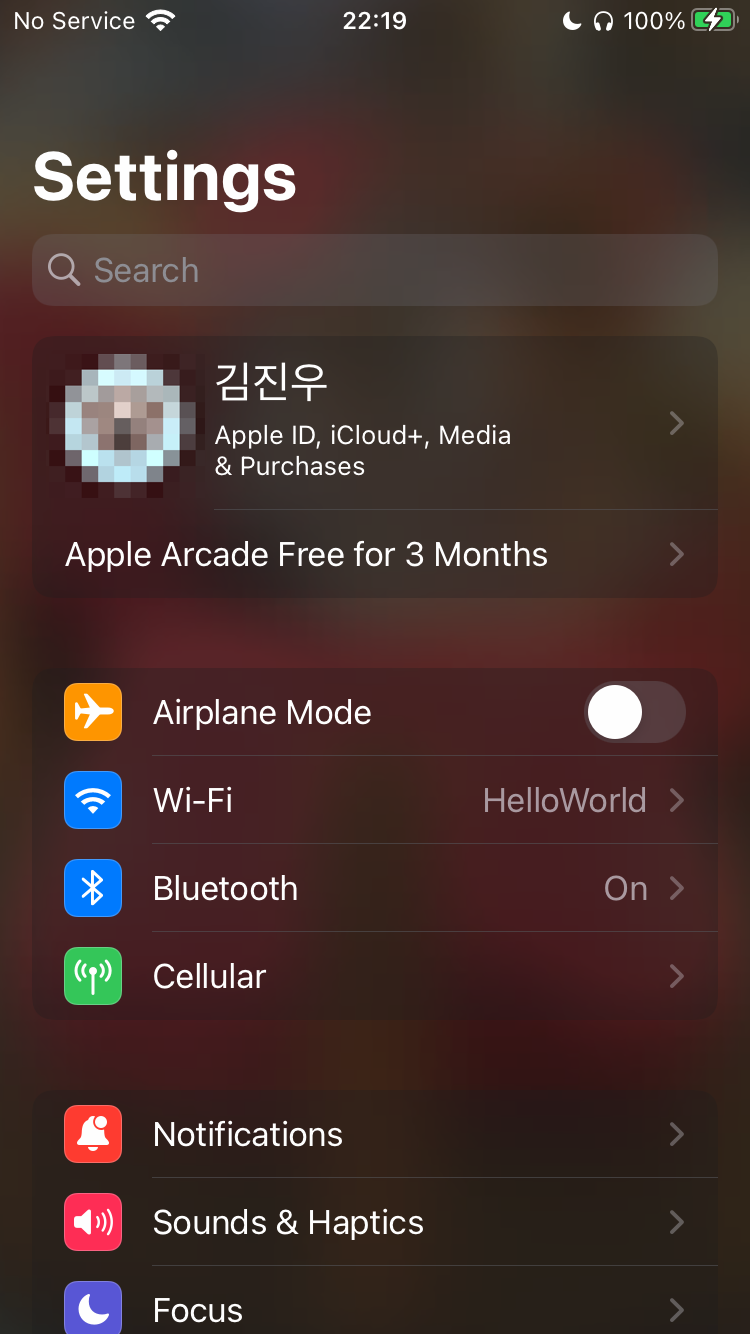 No Service 22:19 100%
Settings
Search
김진우
Apple ID, iCloud+, Media
& Purchases
Apple Arcade Free for 3 Months
Airplane Mode
Wi-Fi HelloWorld
Bluetooth On
Cellular
Notifications
Sounds & Haptics
Focus